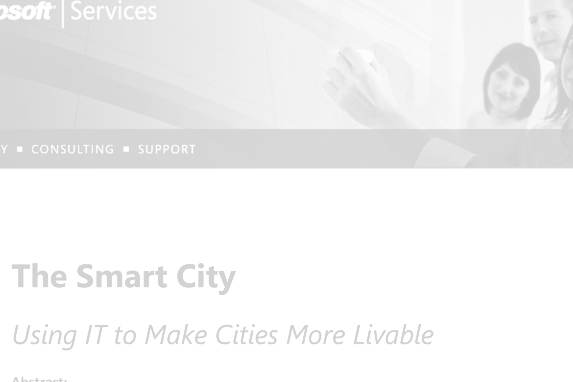 osoft | Services
Y ▪ CONSULTING ▪ SUPPORT
The Smart City
Using IT to Make Cities More Livable
Abstract: